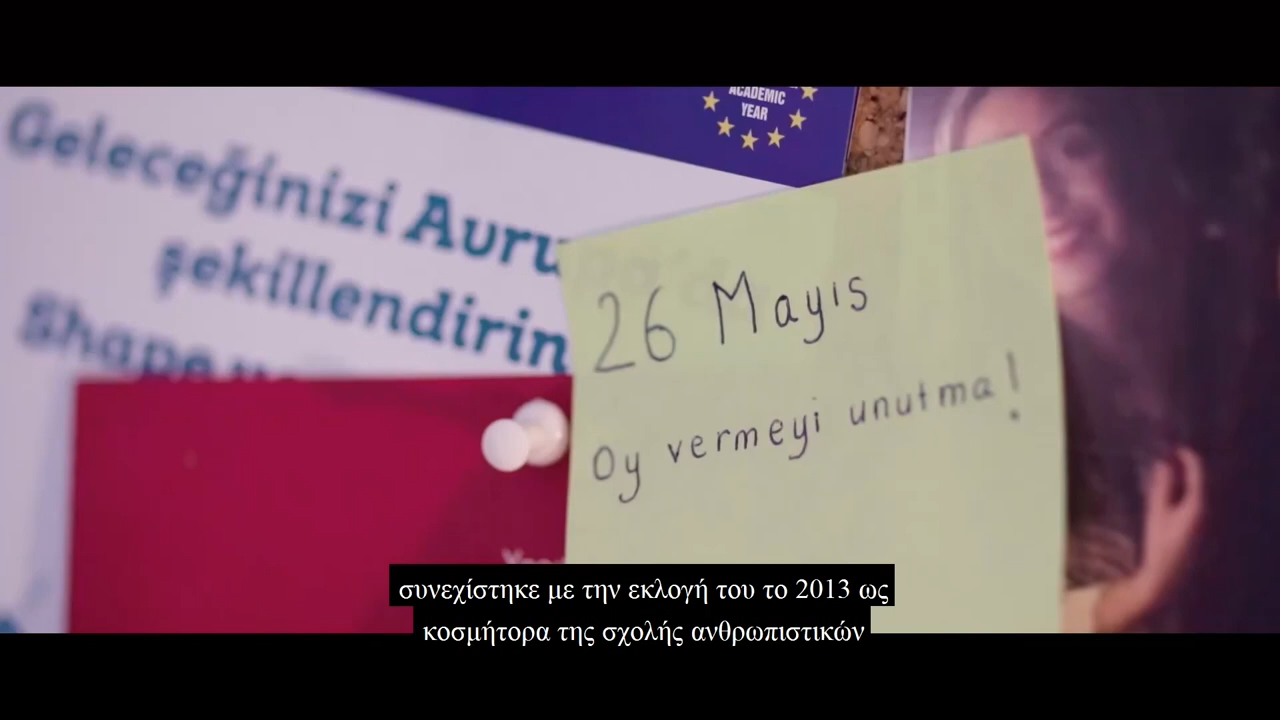 ACADEMIC
YEAR
Geleceğinizi
şekillendirin
Shape
26 Mayıs
Oy vermeyi unutma!
συνεχίστηκε με την εκλογή του το 2013 ως
κοσμήτορα της σχολής ανθρωπιστικών